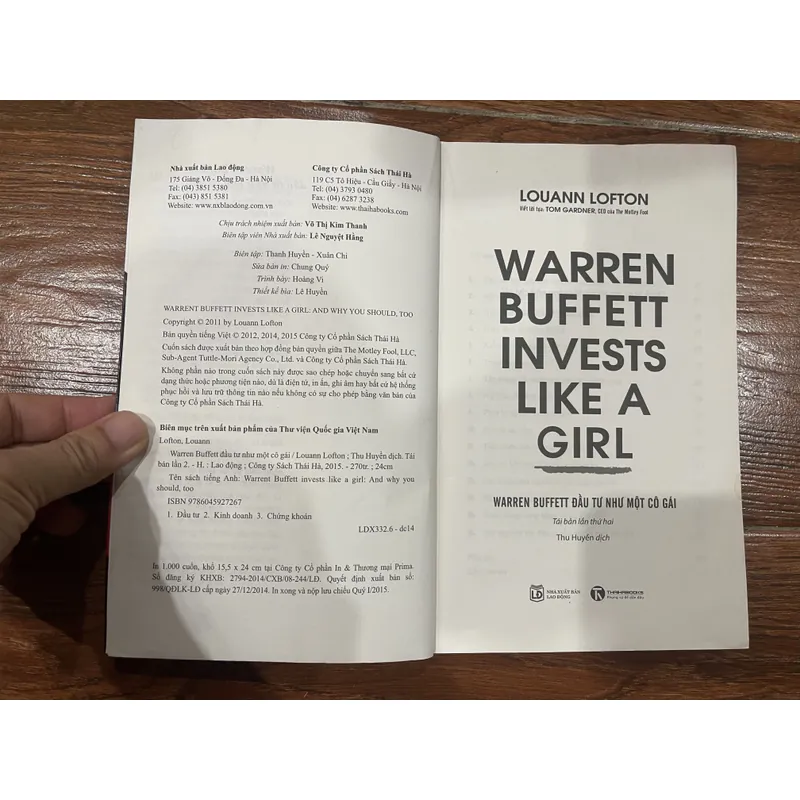 Nhà xuất bản Lao động
175 Giảng Võ - Đống Đa - Hà Nội
Tel: (04) 3851 5380
Fax: (043) 851 5381
Website: www.nxblaodong.com.vn
Công ty Cổ phần Sách Thái Hà
119 C5 Tô Hiệu - Cầu Giấy - Hà Nội
Tel: (04) 3793 0480
Fax: (04) 6287 3238
Website: www.thaihabooks.com
Chịu trách nhiệm xuất bản: Võ Thị Kim Thanh
Biên tập viên Nhà xuất bản: Lê Nguyệt Hằng
Biên tập: Thanh Huyền - Xuân Chi
Sửa bản in: Chung Quý
Trình bày: Hoàng Vi
Thiết kế bìa: Lê Huyền
WARRENT BUFFETT INVESTS LIKE A GIRL: AND WHY YOU SHOULD, TOO
Copyright © 2011 by Louann Lofton
Bản quyền tiếng Việt © 2012, 2014, 2015 Công ty Cổ phần Sách Thái Hà
Cuốn sách được xuất bản theo hợp đồng bản quyền giữa The Motley Fool, LLC,
Sub-Agent Tuttle-Mori Agency Co., Ltd. và Công ty Cổ phần Sách Thái Hà.
Không phần nào trong cuốn sách này được sao chép hoặc chuyển sang bất cứ
dạng thức hoặc phương tiện nào, dù là điện tử, in ấn, ghi âm hay bất cứ hệ thống
phục hồi và lưu trữ thông tin nào nếu không có sự cho phép bằng văn bản của
Công ty Cổ phần Sách Thái Hà.
Biên mục trên xuất bản phẩm của Thư viện Quốc gia Việt Nam
Lofton, Louann
Warren Buffett đầu tư như một cô gái / Louann Lofton ; Thu Huyền dịch. Tái
bản lần 2. - H. : Lao động ; Công ty Sách Thái Hà, 2015. - 270tr. ; 24cm
Tên sách tiếng Anh: Warrent Buffett invests like a girl: And why you
should, too
ISBN 9786045927267
1. Đầu tư 2. Kinh doanh 3. Chứng khoán
LDX332.6 - dc14
In 1.000 cuốn, khổ 15,5 x 24 cm tại Công ty Cổ phần In & Thương mại Prima.
Số đăng ký KHXB: 2794-2014/CXB/08-244/LĐ. Quyết định xuất bản số:
998/QĐLK-LĐ cấp ngày 27/12/2014. In xong và nộp lưu chiểu Quý I/2015.
LOUANN LOFTON
Viết lời tựa: TOM GARDNER, CEO của The Motley Fool
WARREN
BUFFETT
INVESTS
LIKE A
GIRL
WARREN BUFFETT ĐẦU TƯ NHƯ MỘT CÔ GÁI
Tái bản lần thứ hai
Thu Huyền dịch
LĐ
NHÀ XUẤT BẢN
LAO ĐỘNG
THAIHABOOKS